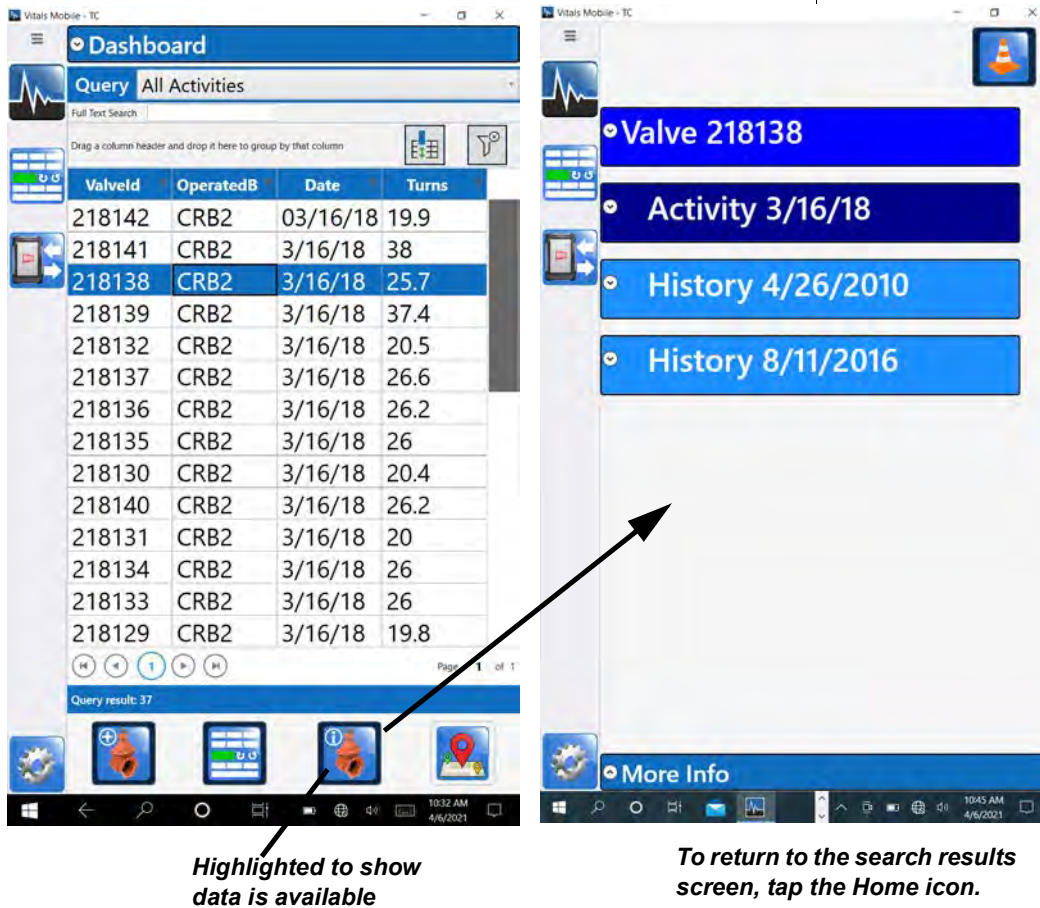 Vitals Mobile - TC
Dashboard
Query All Activities
Full Text Search
Drag a column header and drop it here to group by that column
ValveId OperatedB Date Turns
218142 CRB2 03/16/18 19.9
218141 CRB2 3/16/18 38
218138 CRB2 3/16/18 25.7
218139 CRB2 3/16/18 37.4
218132 CRB2 3/16/18 20.5
218137 CRB2 3/16/18 26.6
218136 CRB2 3/16/18 26.2
218135 CRB2 3/16/18 26
218130 CRB2 3/16/18 20.4
218140 CRB2 3/16/18 26.2
218131 CRB2 3/16/18 20
218134 CRB2 3/16/18 26
218133 CRB2 3/16/18 26
218129 CRB2 3/16/18 19.8
1 Page 1 of 1
Query result: 37
10:32 AM
4/6/2021
Highlighted to show
data is available
Vitals Mobile - TC
Valve 218138
Activity 3/16/18
History 4/26/2010
History 8/11/2016
More Info
10:45 AM
4/6/2021
To return to the search results
screen, tap the Home icon.